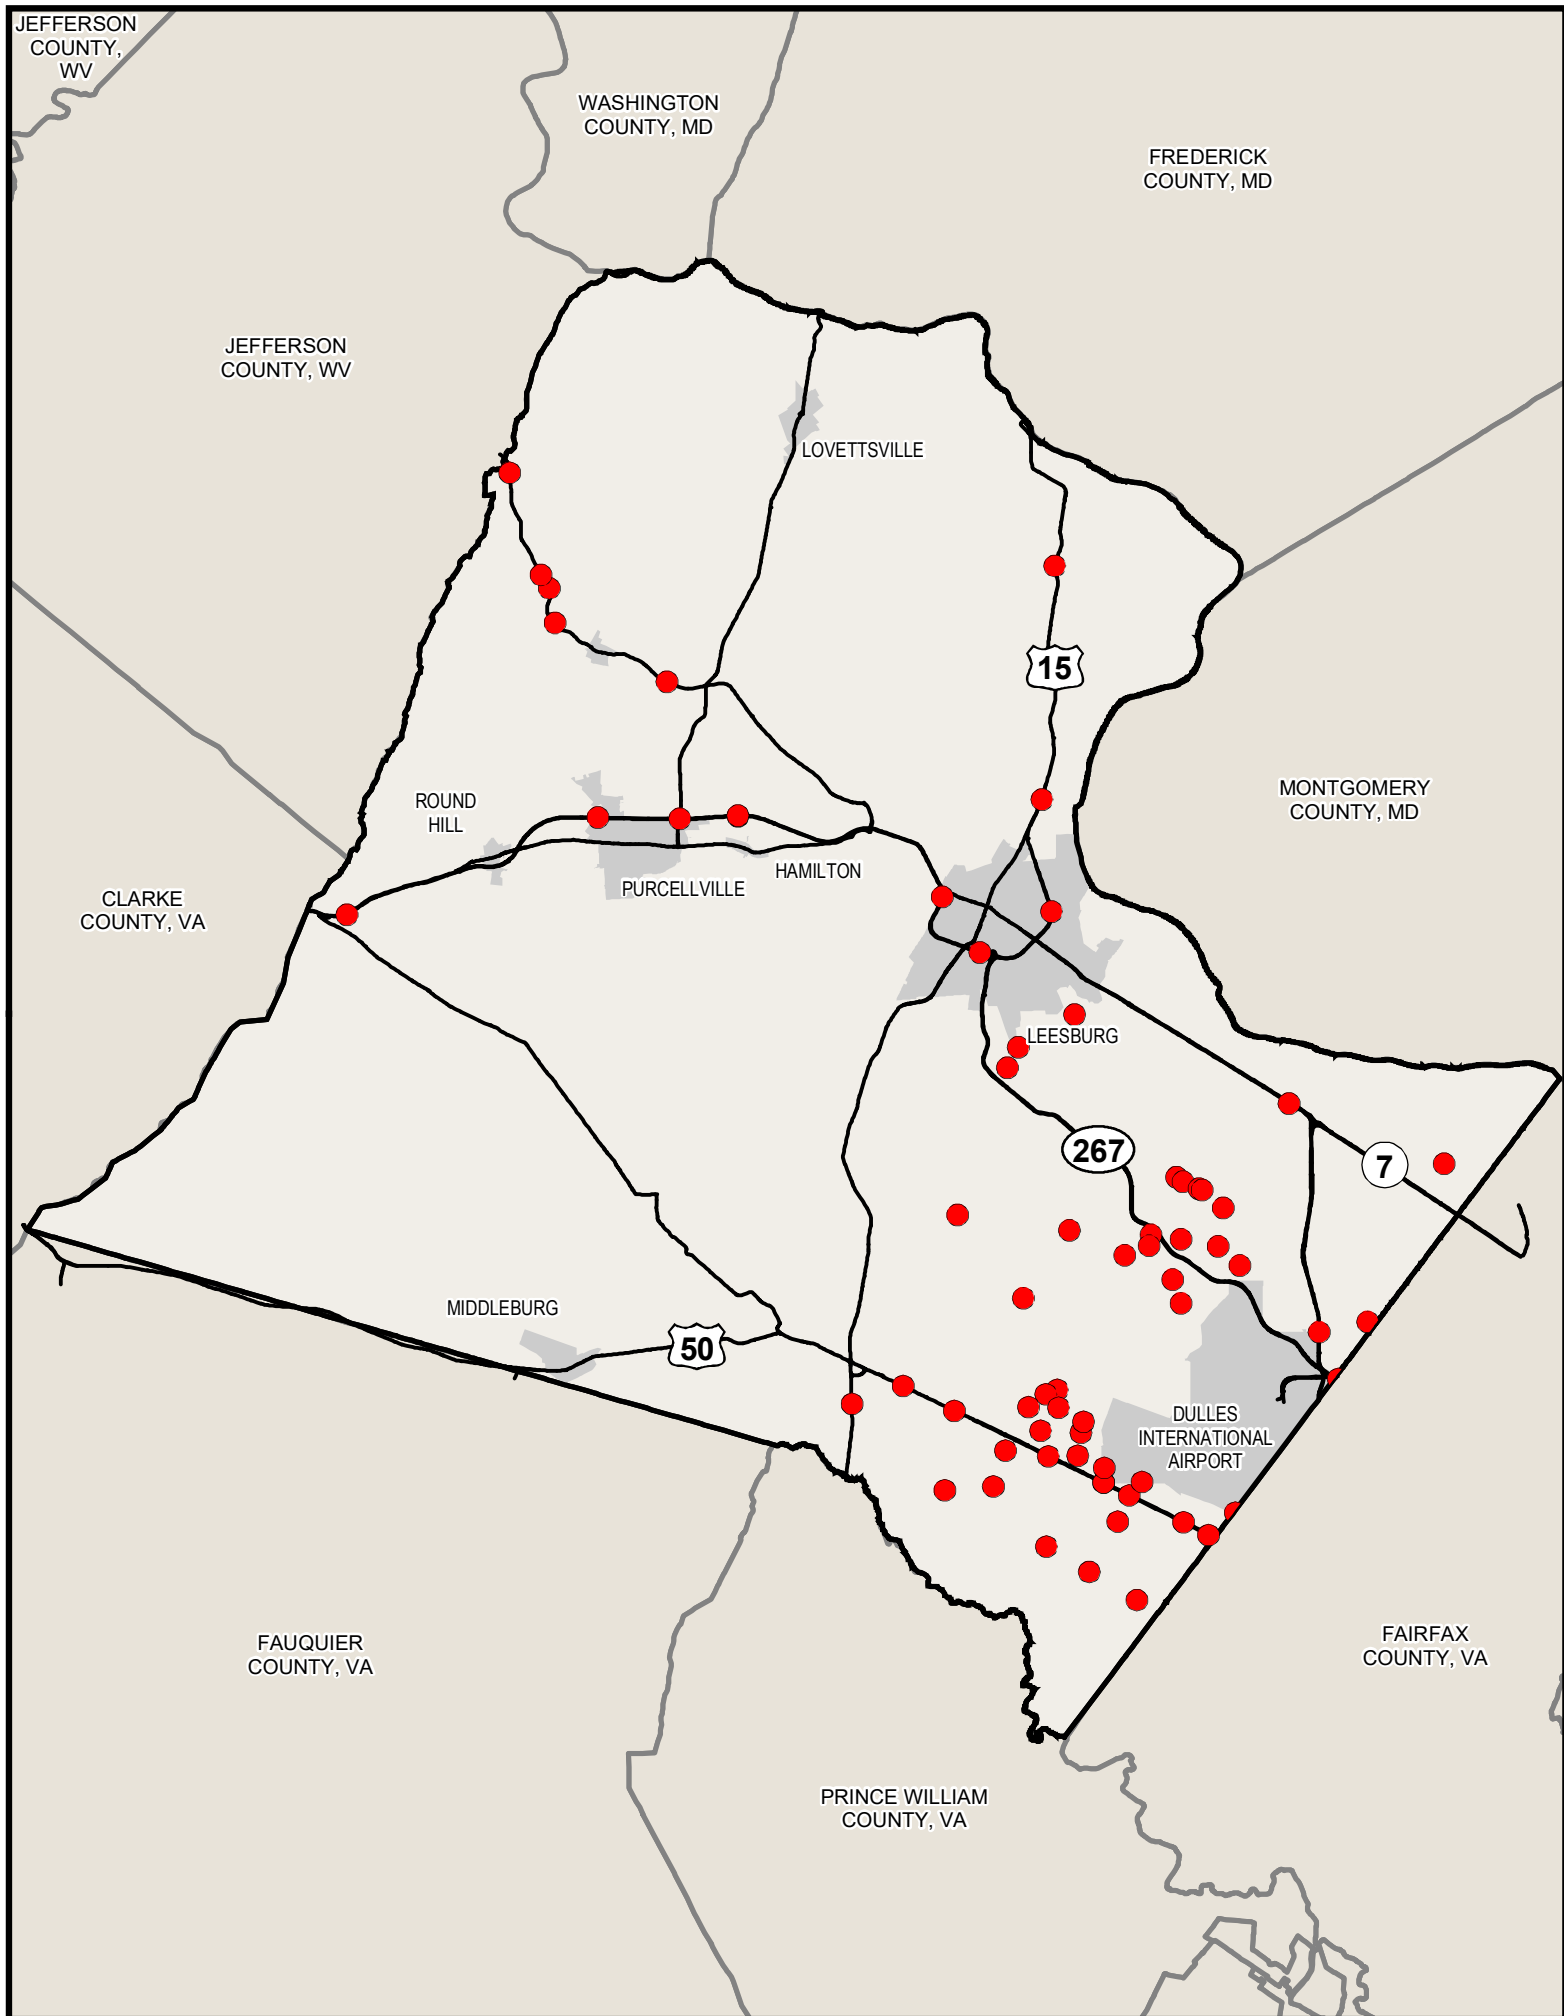 JEFFERSON
COUNTY,
WV
WASHINGTON
COUNTY, MD
FREDERICK
COUNTY, MD
JEFFERSON
COUNTY, WV
LOVETTSVILLE
15
MONTGOMERY
COUNTY, MD
ROUND
HILL
HAMILTON
PURCELLVILLE
CLARKE
COUNTY, VA
LEESBURG
267
7
MIDDLEBURG
50
DULLES
INTERNATIONAL
AIRPORT
FAUQUIER
COUNTY, VA
FAIRFAX
COUNTY, VA
PRINCE WILLIAM
COUNTY, VA